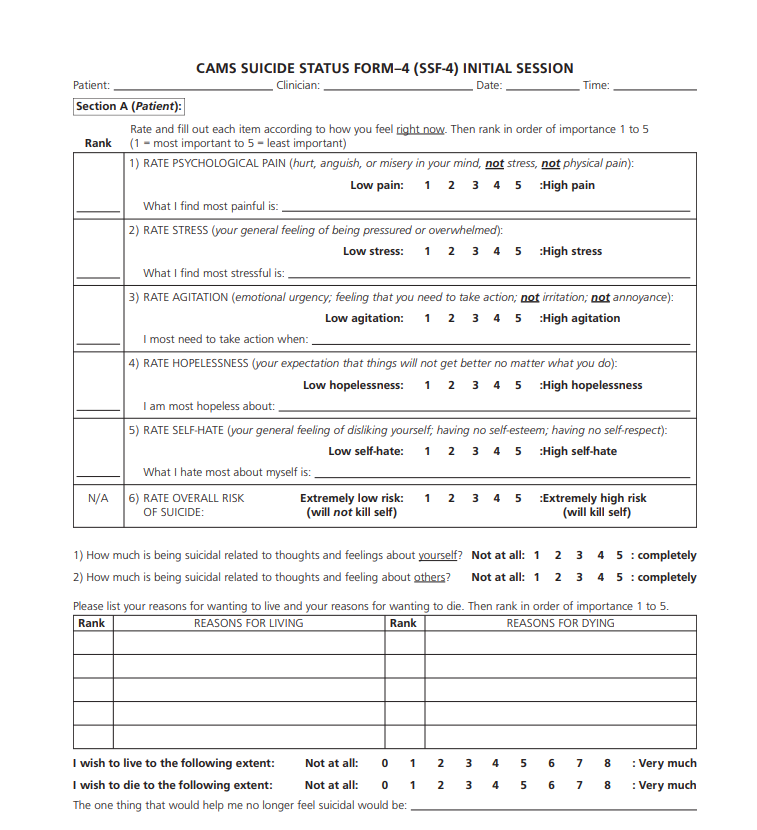 CAMS SUICIDE STATUS FORM–4 (SSF-4) INITIAL SESSION
Patient: Clinician: Date: Time:
Section A (Patient):
Rate and fill out each item according to how you feel right now. Then rank in order of importance 1 to 5
Rank (1 = most important to 5 = least important)
1) RATE PSYCHOLOGICAL PAIN (hurt, anguish, or misery in your mind, not stress, not physical pain):
Low pain: 1 2 3 4 5 :High pain
What I find most painful is:
2) RATE STRESS (your general feeling of being pressured or overwhelmed):
Low stress: 1 2 3 4 5 :High stress
What I find most stressful is:
3) RATE AGITATION (emotional urgency; feeling that you need to take action; not irritation; not annoyance):
Low agitation: 1 2 3 4 5 :High agitation
I most need to take action when:
4) RATE HOPELESSNESS (your expectation that things will not get better no matter what you do):
Low hopelessness: 1 2 3 4 5 :High hopelessness
I am most hopeless about:
5) RATE SELF-HATE (your general feeling of disliking yourself; having no self-esteem; having no self-respect):
Low self-hate: 1 2 3 4 5 :High self-hate
What I hate most about myself is:
N/A 6) RATE OVERALL RISK Extremely low risk: 1 2 3 4 5 :Extremely high risk
OF SUICIDE: (will not kill self) (will kill self)
1) How much is being suicidal related to thoughts and feelings about yourself? Not at all: 1 2 3 4 5 : completely
2) How much is being suicidal related to thoughts and feeling about others? Not at all: 1 2 3 4 5 : completely
Please list your reasons for wanting to live and your reasons for wanting to die. Then rank in order of importance 1 to 5.
Rank REASONS FOR LIVING Rank REASONS FOR DYING
I wish to live to the following extent: Not at all: 0 1 2 3 4 5 6 7 8 : Very much
I wish to die to the following extent: Not at all: 0 1 2 3 4 5 6 7 8 : Very much
The one thing that would help me no longer feel suicidal would be: